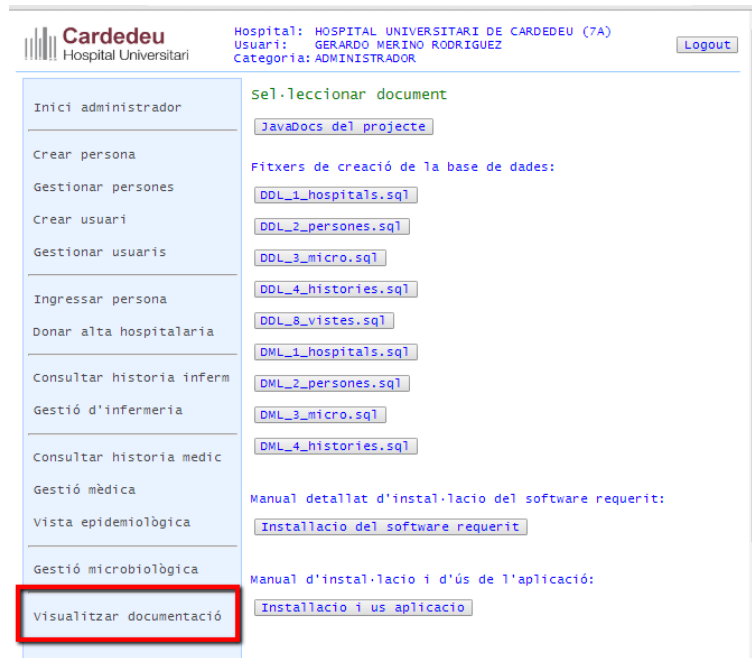 Cardedeu
Hospital Universitari
Hospital: HOSPITAL UNIVERSITARI DE CARDEDEU (7A)
Usuari: GERARDO MERINO RODRIGUEZ
Categoria: ADMINISTRADOR
Logout
Inici administrador
Crear persona
Gestionar persones
Crear usuari
Gestionar usuaris
Ingressar persona
Donar alta hospitalaria
Consultar historia inferm
Gestió d'infermeria
Consultar historia medic
Gestió mèdica
Vista epidemiològica
Gestió microbiològica
Visualitzar documentació
Sel·leccionar document
JavaDocs del projecte
Fitxers de creació de la base de dades:
DDL_1_hospitals.sql
DDL_2_persones.sql
DDL_3_micro.sql
DDL_4_histories.sql
DDL_8_vistes.sql
DML_1_hospitals.sql
DML_2_persones.sql
DML_3_micro.sql
DML_4_histories.sql
Manual detallat d'instal·lacio del software requerit:
Installacio del software requerit
Manual d'instal·lacio i d'ús de l'aplicació:
Installacio i us aplicacio